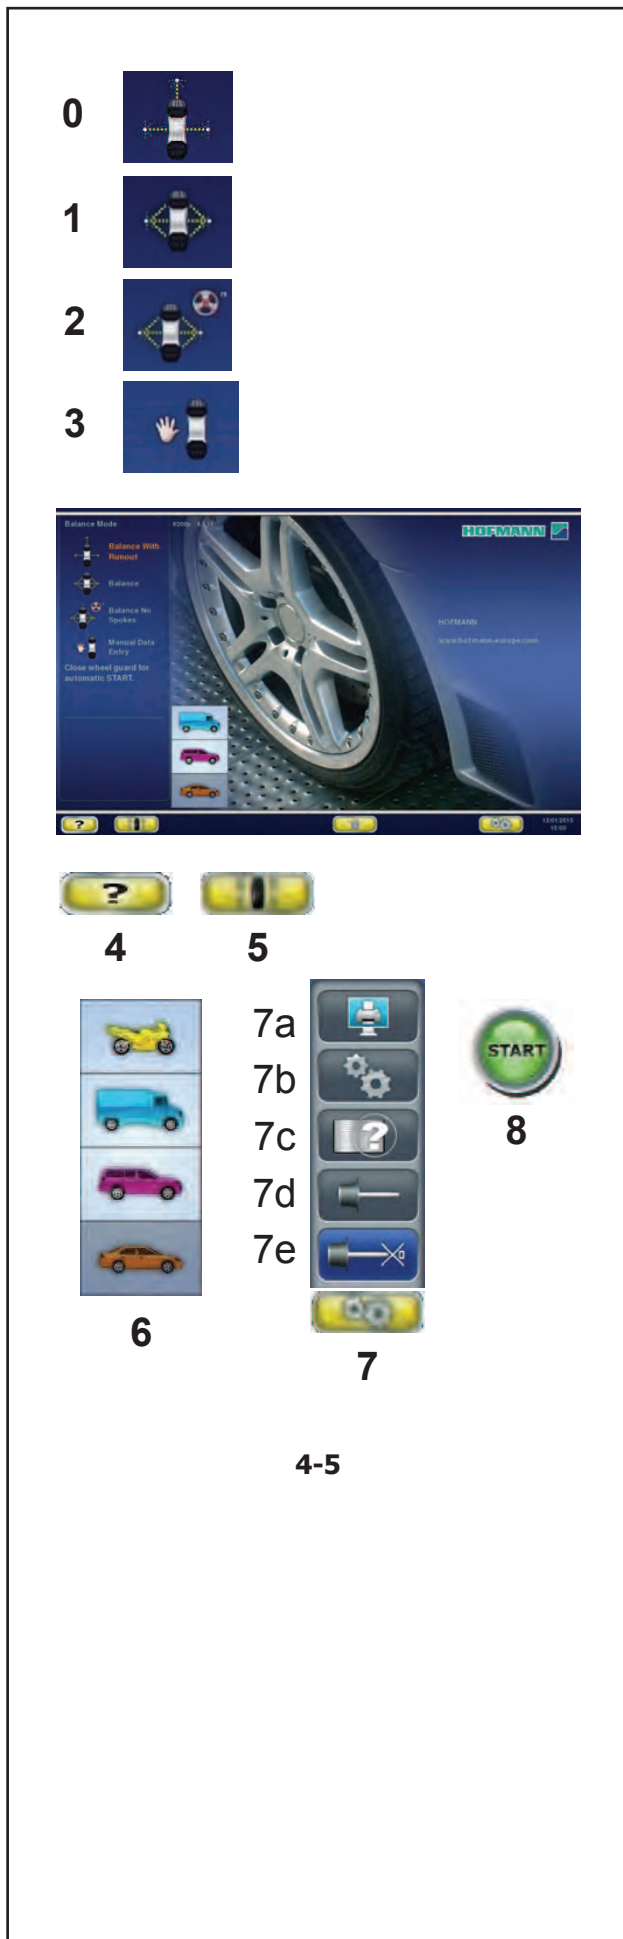 0
1
2
3
Balance Mode
Balance With
Runout
Balance
Balance No
Spokes
Manual Data
Entry
Close wheel guard for
automatic START.
HOFMANN
HOFMANN
www.hofmann-europe.com
?
15:00
?
4
5
7a
7b
7c
?
7d
7e
START
8
6
7
4-5